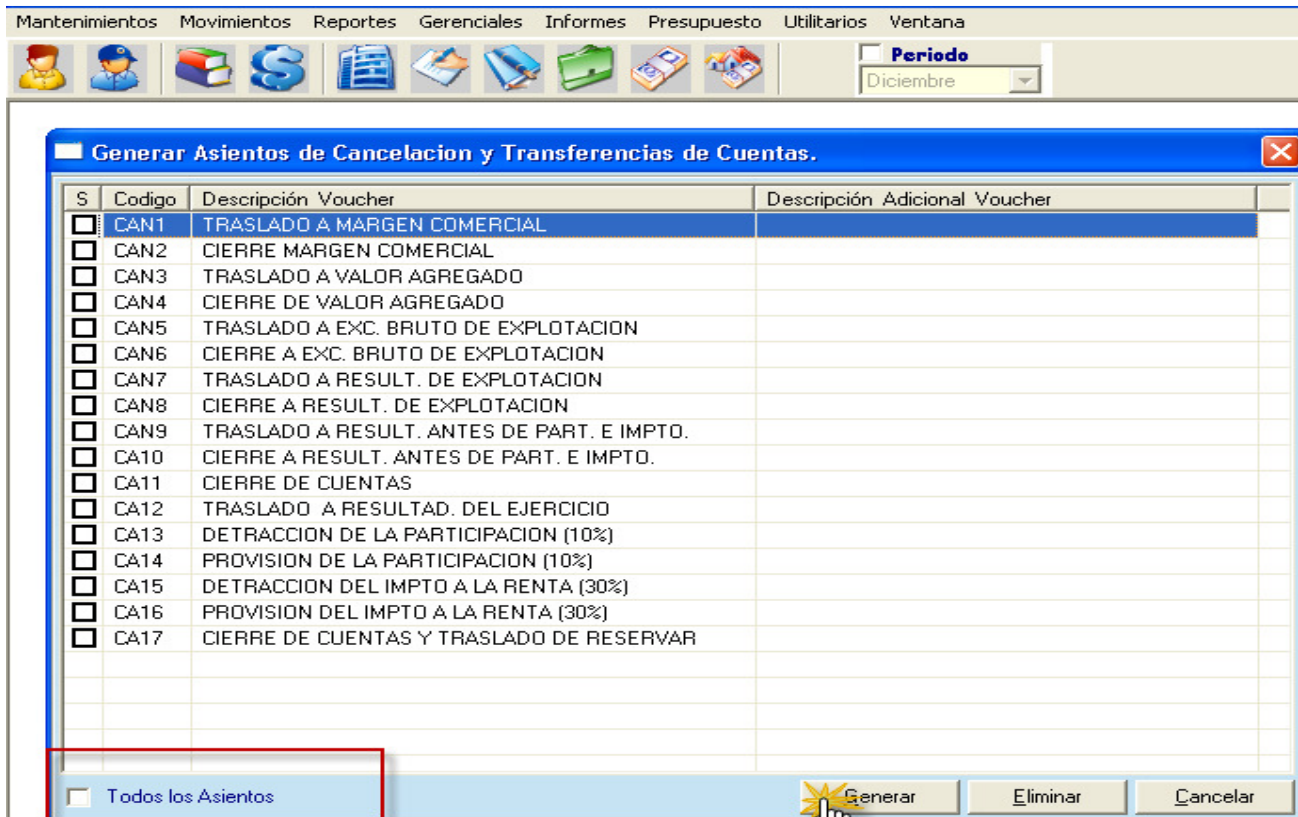 Mantenimientos Movimientos Reportes Gerenciales Informes Presupuesto Utilitarios Ventana
Periodo
Diciembre
Generar Asientos de Cancelacion y Transferencias de Cuentas.
S Codigo Descripción Voucher Descripción Adicional Voucher
CAN1 TRASLADO A MARGEN COMERCIAL
CAN2 CIERRE MARGEN COMERCIAL
CAN3 TRASLADO A VALOR AGREGADO
CAN4 CIERRE DE VALOR AGREGADO
CAN5 TRASLADO A EXC. BRUTO DE EXPLOTACION
CAN6 CIERRE A EXC. BRUTO DE EXPLOTACION
CAN7 TRASLADO A RESULT. DE EXPLOTACION
CAN8 CIERRE A RESULT. DE EXPLOTACION
CAN9 TRASLADO A RESULT. ANTES DE PART. E IMPTO.
CA10 CIERRE A RESULT. ANTES DE PART. E IMPTO.
CA11 CIERRE DE CUENTAS
CA12 TRASLADO A RESULTAD. DEL EJERCICIO
CA13 DETRACCION DE LA PARTICIPACION (10%)
CA14 PROVISION DE LA PARTICIPACION (10%)
CA15 DETRACCION DEL IMPTO A LA RENTA (30%)
CA16 PROVISION DEL IMPTO A LA RENTA (30%)
CA17 CIERRE DE CUENTAS Y TRASLADO DE RESERVAR
Todos los Asientos Generar Eliminar Cancelar